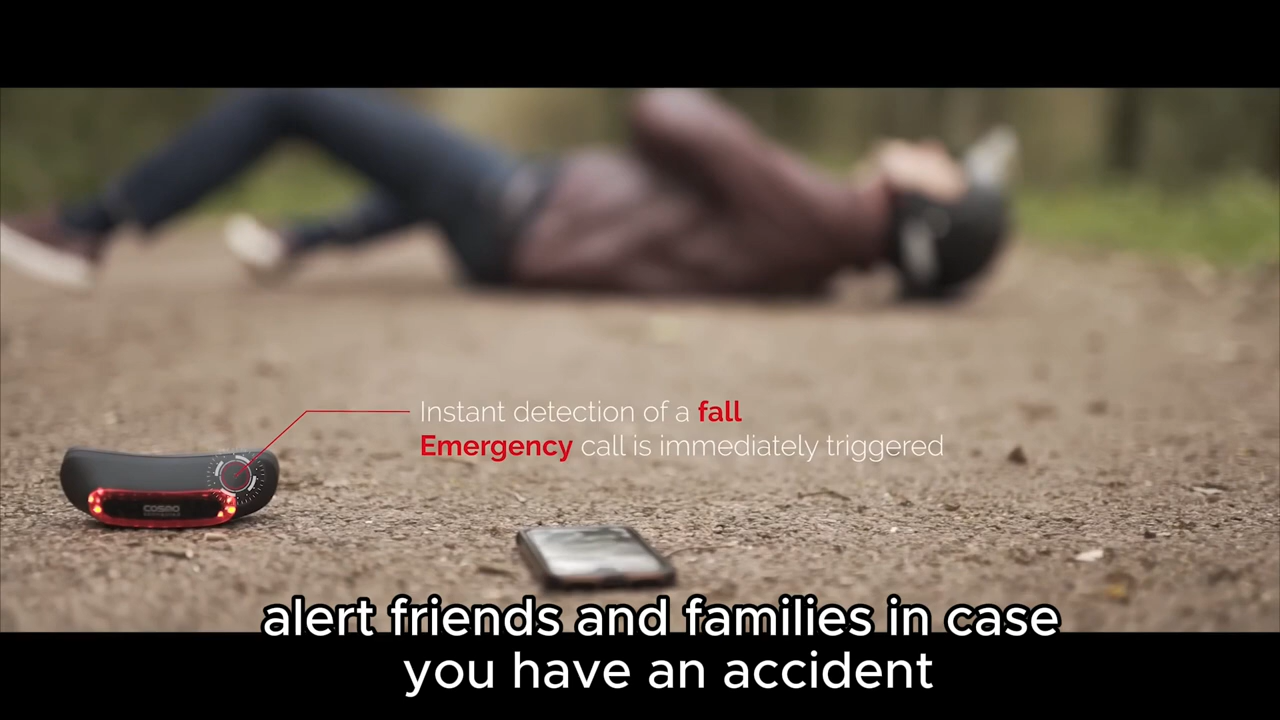 Instant detection of a fall
Emergency call is immediately triggered
COSMO
alert friends and families in case
you have an accident